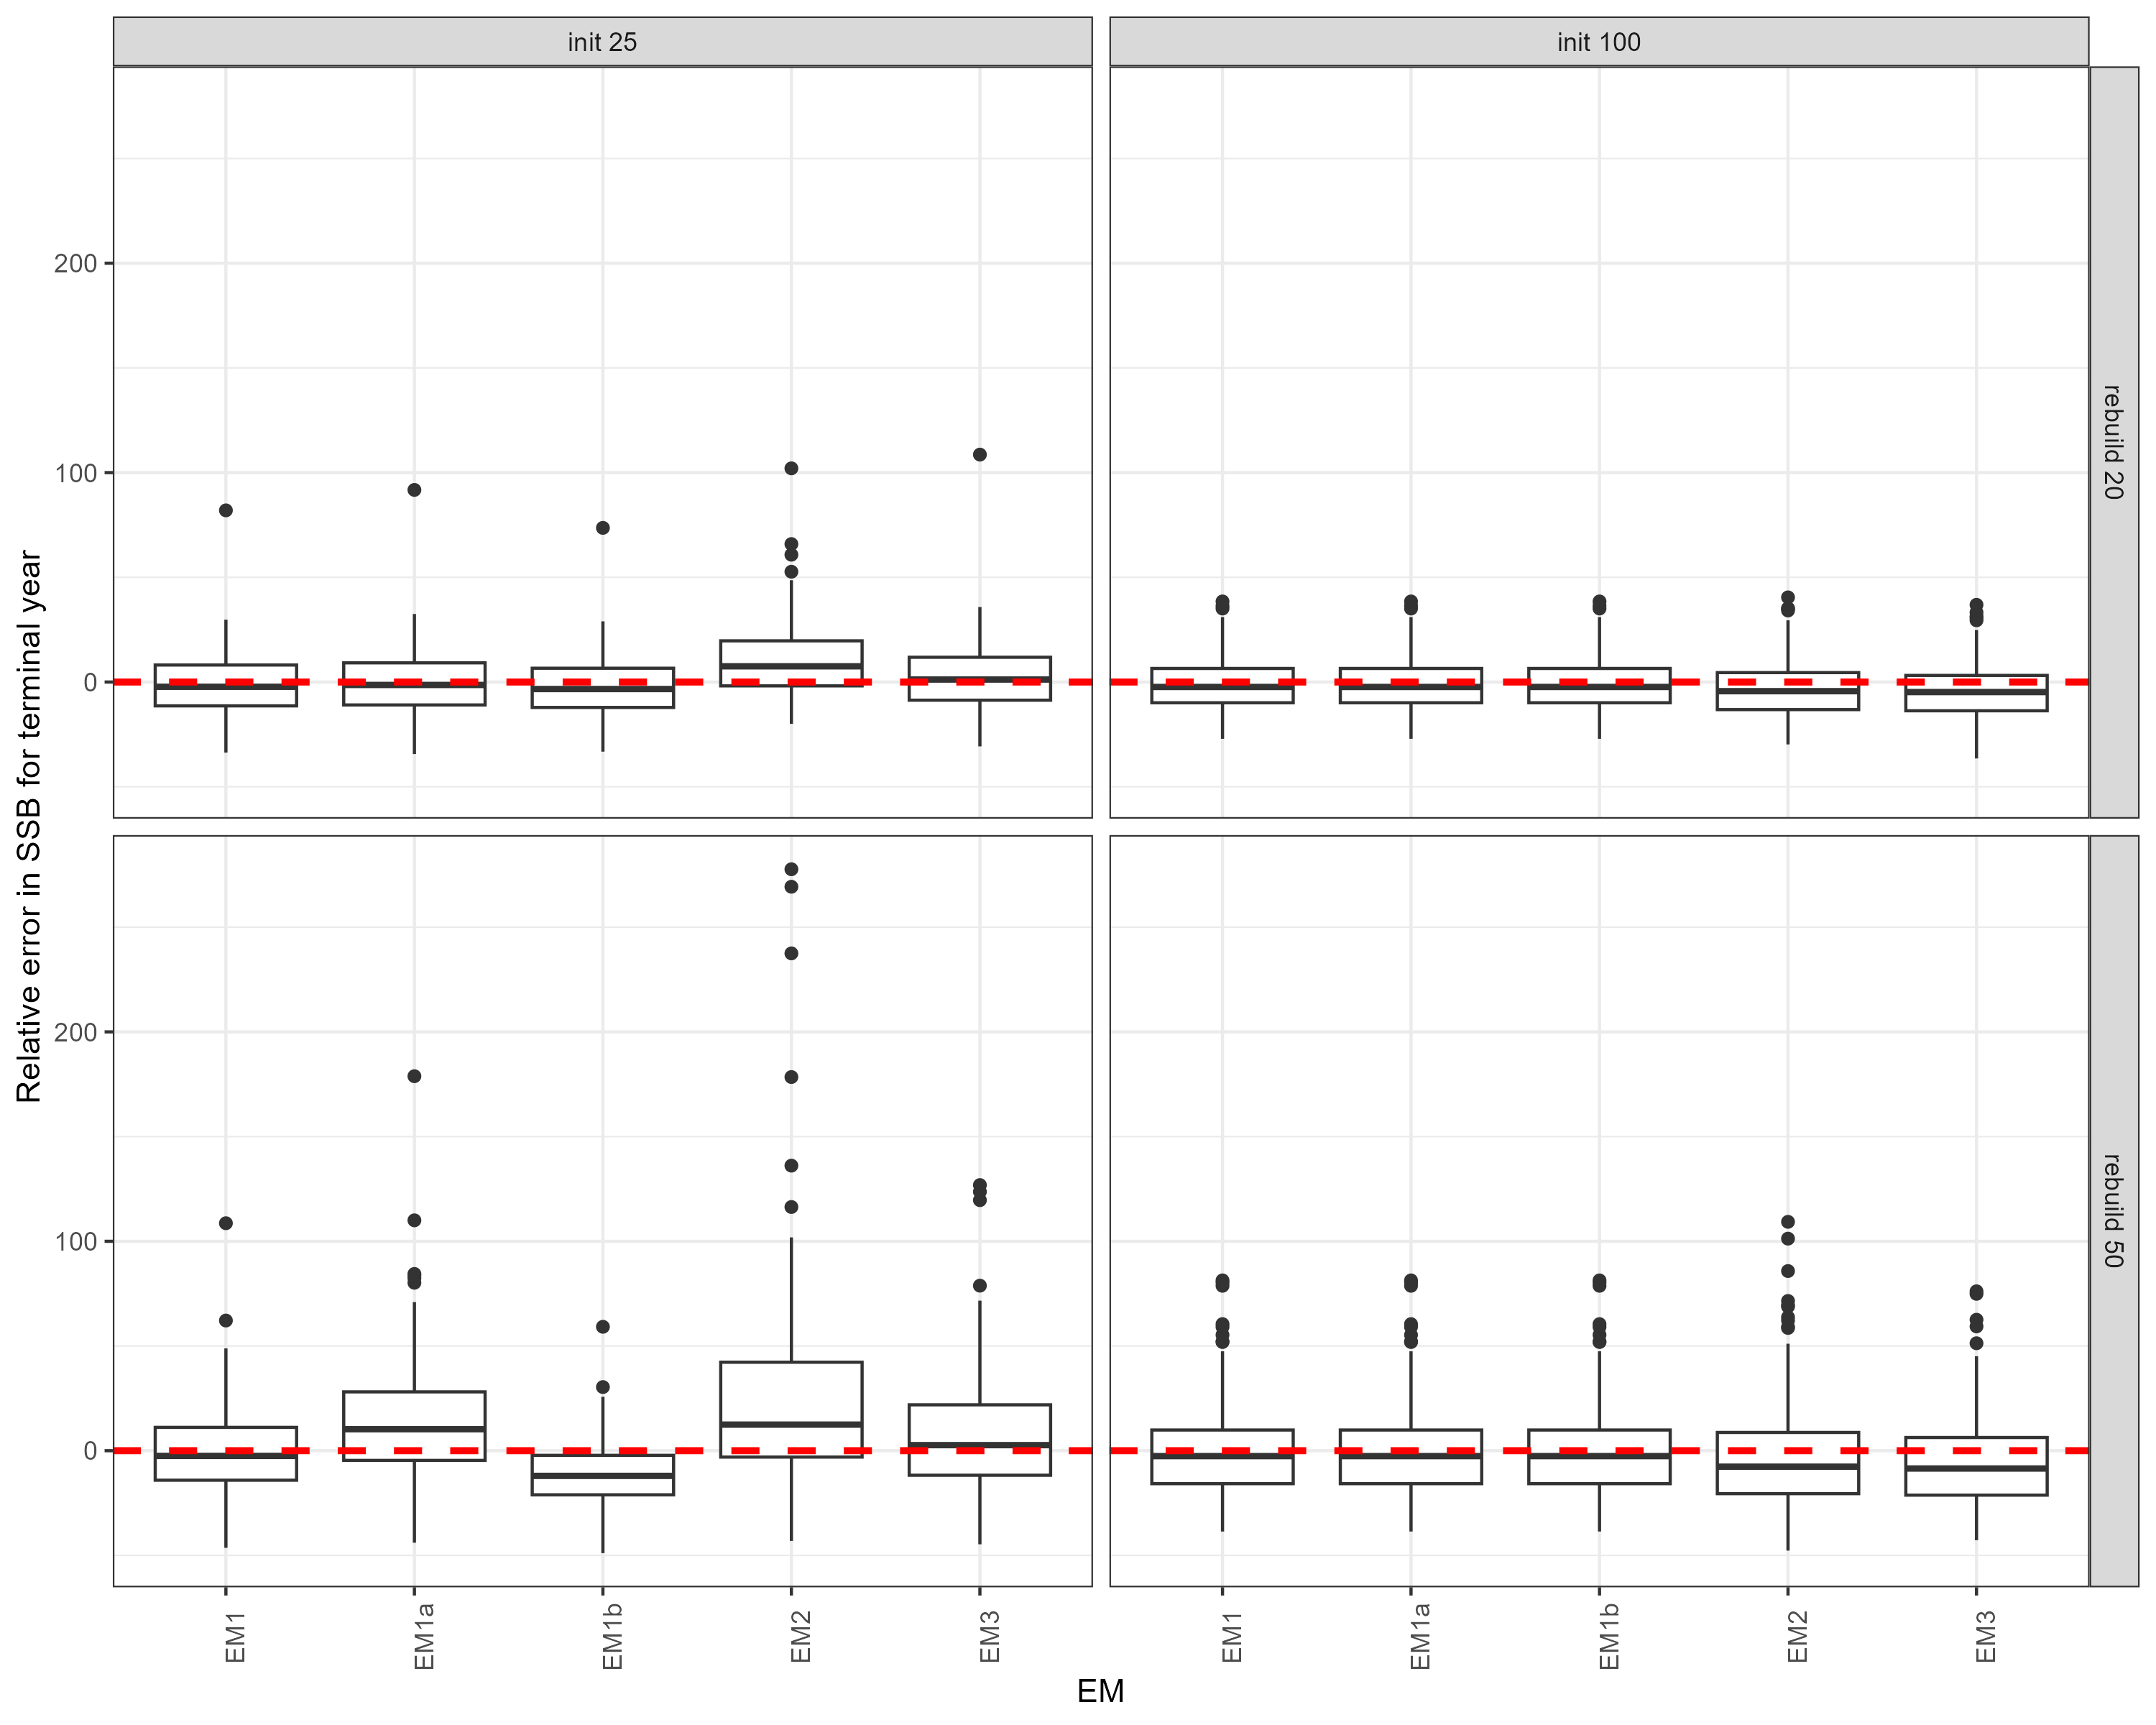 init 25
init 100
rebuild 20
rebuild 50
Relative error in SSB for terminal year
200
100
0
200
100
0
EM1
EM1a
EM1b
EM2
EM3
EM1
EM1a
EM1b
EM2
EM3
EM